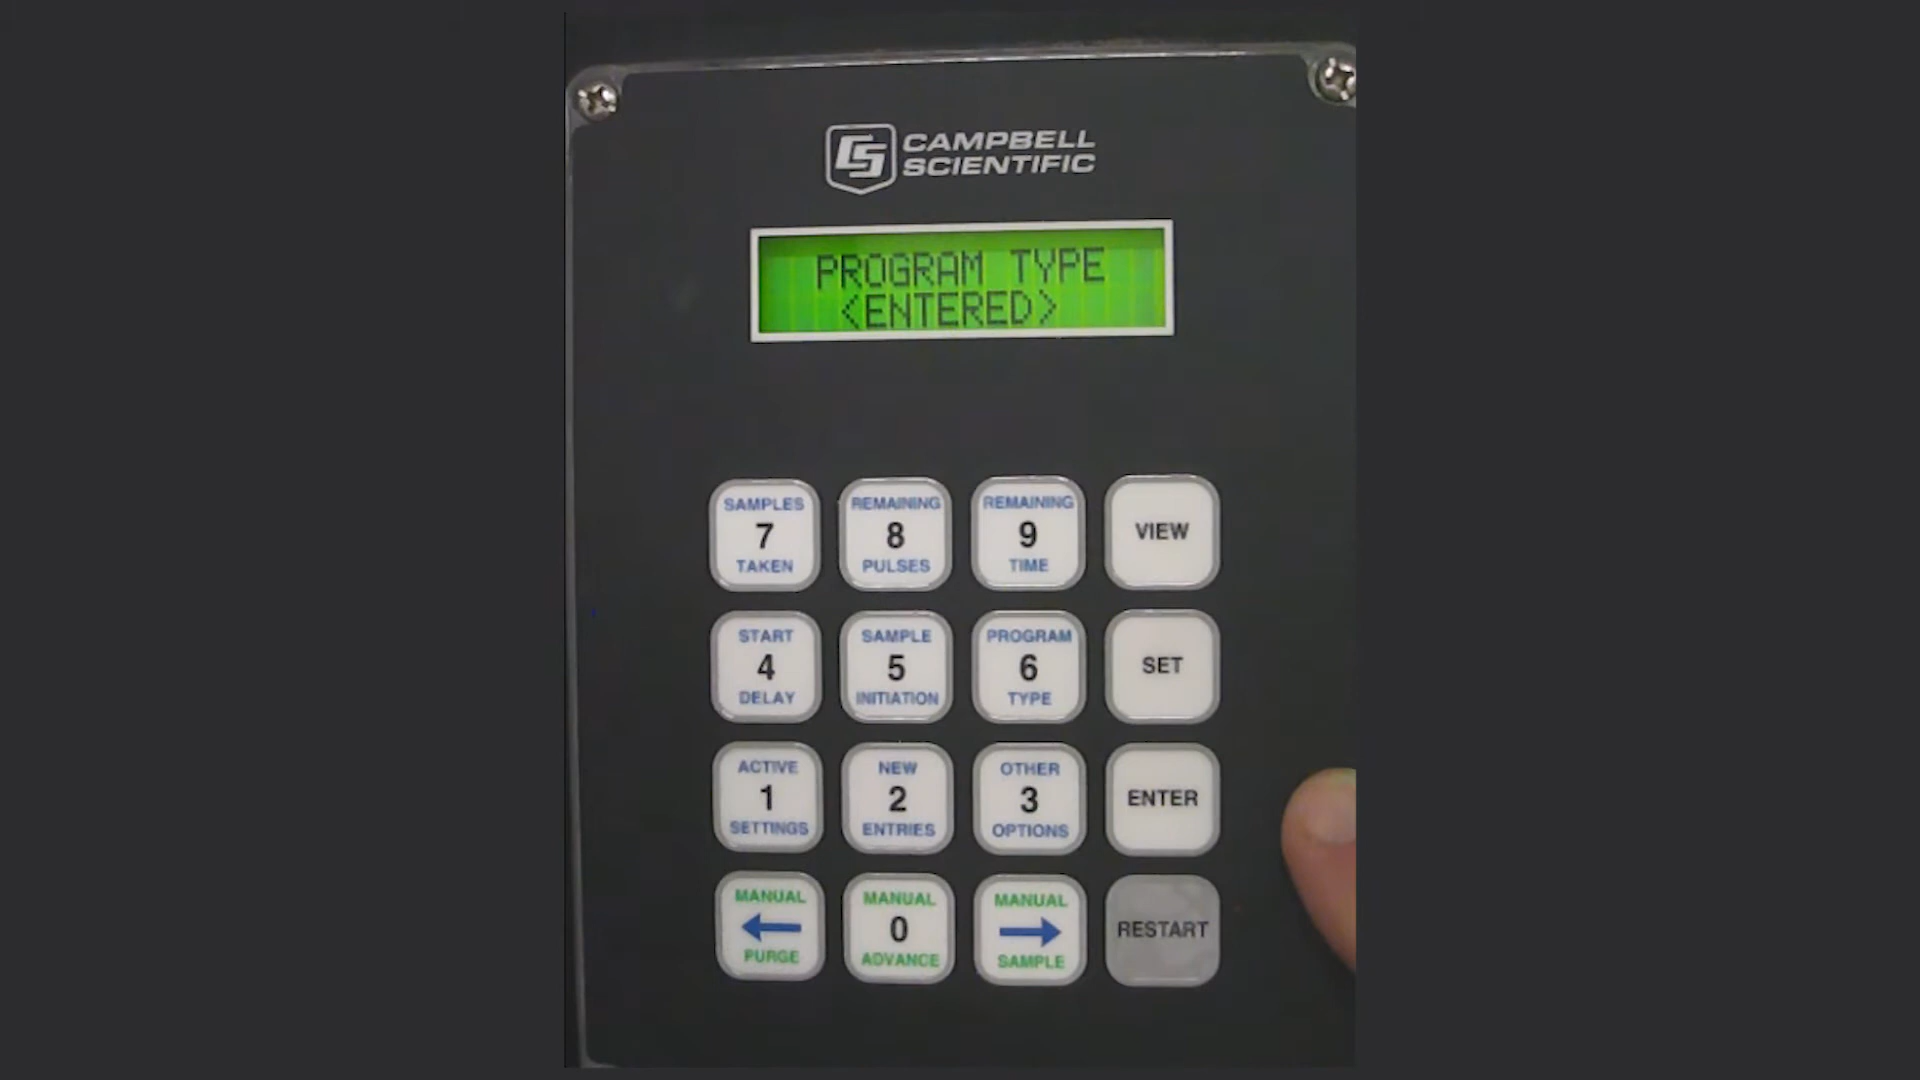 CS CAMPBELL
SCIENTIFIC
PROGRAM TYPE
<ENTERED>
SAMPLES
7
TAKEN
REMAINING
8
PULSES
REMAINING
9
TIME
VIEW
START
4
DELAY
SAMPLE
5
INITIATION
PROGRAM
6
TYPE
SET
ACTIVE
1
SETTINGS
NEW
2
ENTRIES
OTHER
3
OPTIONS
ENTER
MANUAL
←
PURGE
MANUAL
0
ADVANCE
MANUAL
→
SAMPLE
RESTART